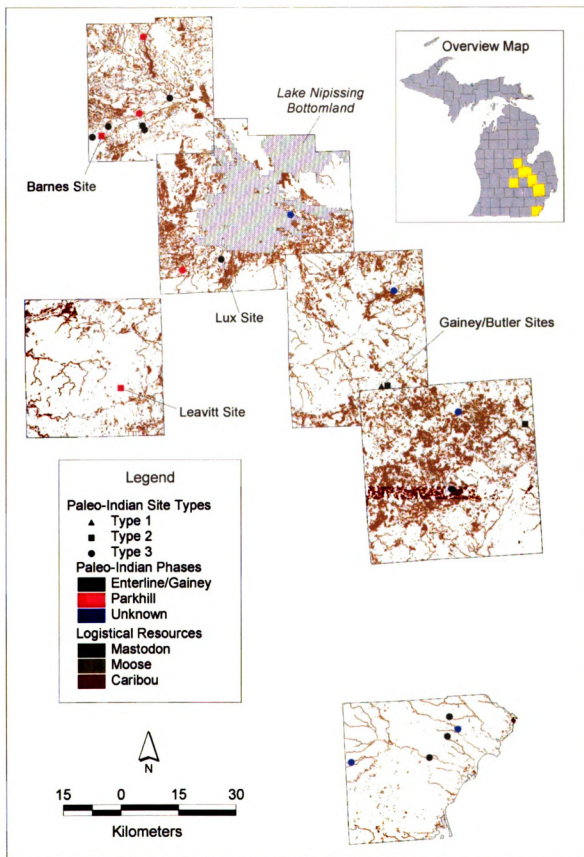 Overview Map
Lake Nipissing
Bottomland
Barnes Site
Lux Site
Gainey/Butler Sites
Leavitt Site
Legend
Paleo-Indian Site Types
Type 1
Type 2
Type 3
Paleo-Indian Phases
Enterline/Gainey
Parkhill
Unknown
Logistical Resources
Mastodon
Moose
Caribou
N
15 0 15 30
Kilometers